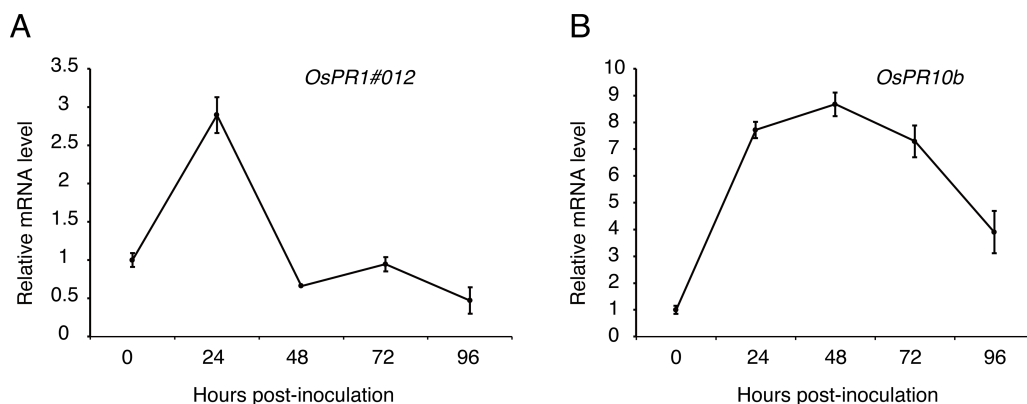 A
OsPR1#012
Relative mRNA level
3.5
3
2.5
2
1.5
1
0.5
0
0 24 48 72 96
Hours post-inoculation
B
OsPR10b
Relative mRNA level
10
9
8
7
6
5
4
3
2
1
0
0 24 48 72 96
Hours post-inoculation